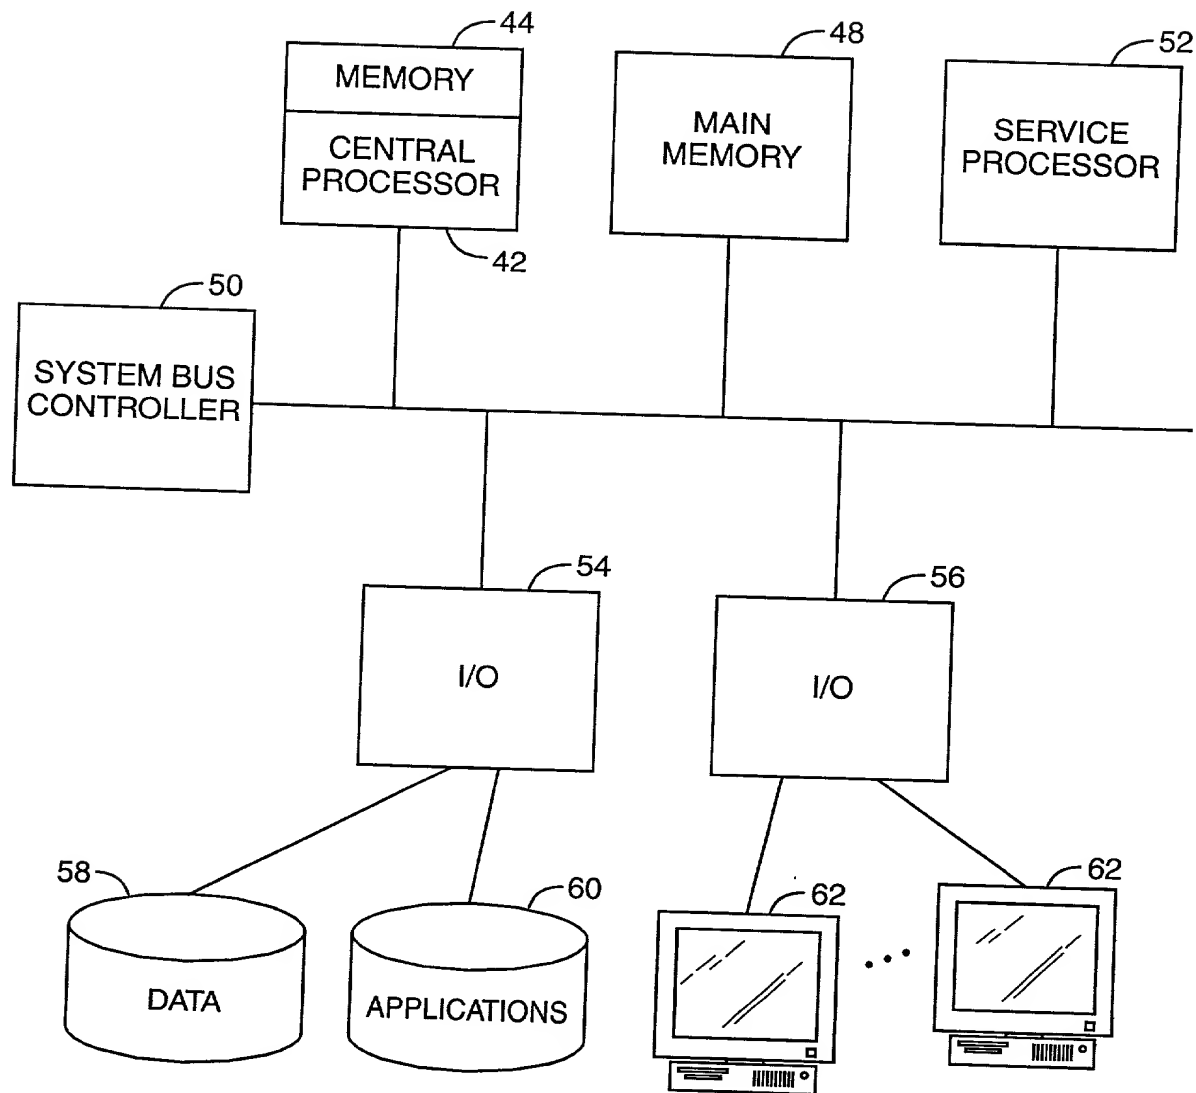 44
MEMORY
CENTRAL
PROCESSOR
42
48
MAIN
MEMORY
52
SERVICE
PROCESSOR
50
SYSTEM BUS
CONTROLLER
54
I/O
56
I/O
58
DATA
60
APPLICATIONS
62
62